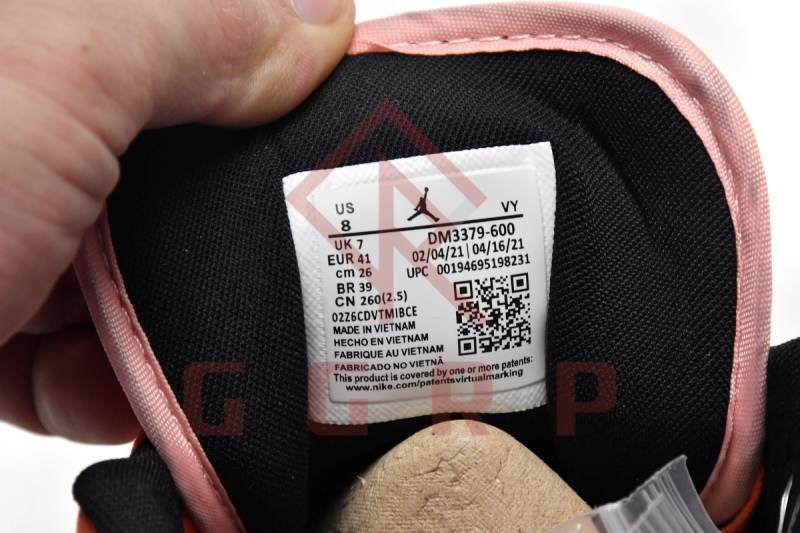 US VY
8
UK 7 DM3379-600
EUR 41 02/04/21 | 04/16/21
cm 26 UPC 00194695198231
BR 39
CN 260(2.5)
02Z6CDVTMIBCE
MADE IN VIETNAM
HECHO EN VIETNAM
FABRIQUE AU VIETNAM
FABRICADO NO VIETNÃ
This product is covered by one or more patents:
www.nike.com/patentsvirtualmarking
GGRP